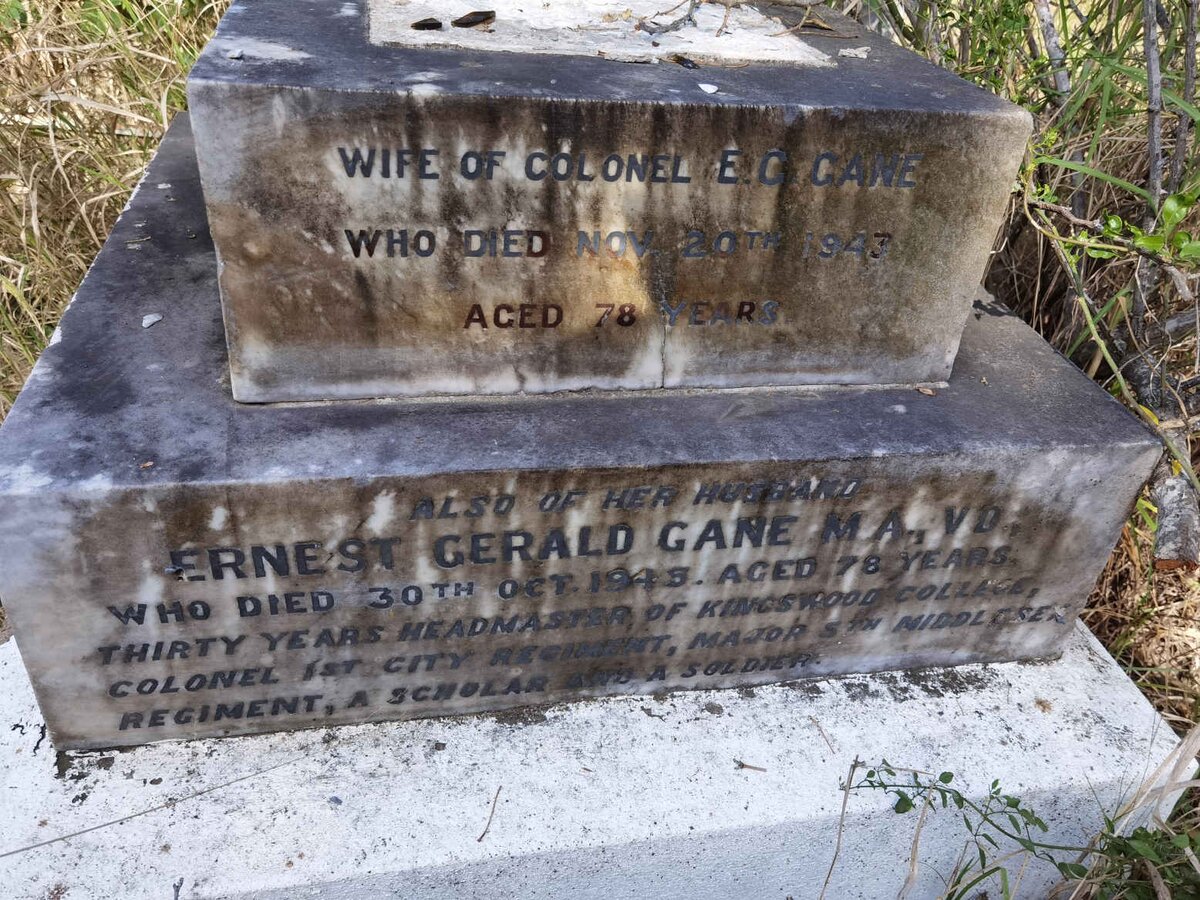 WIFE OF COLONEL E.G. GANE
WHO DIED NOV. 20TH 1943
AGED 78 YEARS
ALSO OF HER HUSBAND
ERNEST GERALD GANE M.A., V.D.
WHO DIED 30TH OCT. 1943. AGED 78 YEARS.
THIRTY YEARS HEADMASTER OF KINGSWOOD COLLEGE,
COLONEL 1ST CITY REGIMENT, MAJOR 5TH MIDDLESEX
REGIMENT, A SCHOLAR AND A SOLDIER.